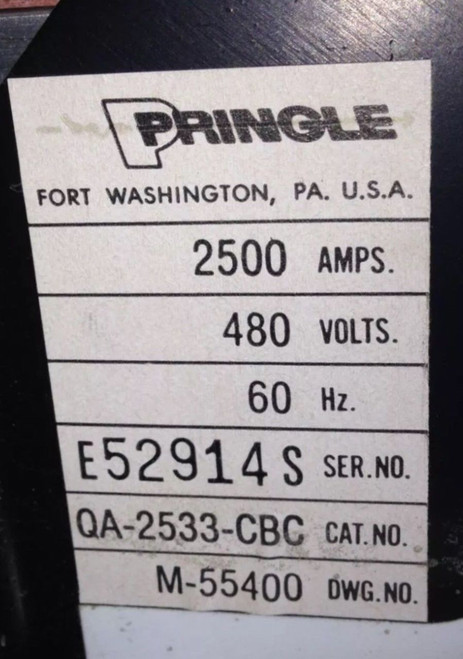 PRINGLE
FORT WASHINGTON, PA. U.S.A.
2500 AMPS.
480 VOLTS.
60 Hz.
E52914 S SER.NO.
QA-2533-CBC CAT.NO.
M-55400 DWG.NO.